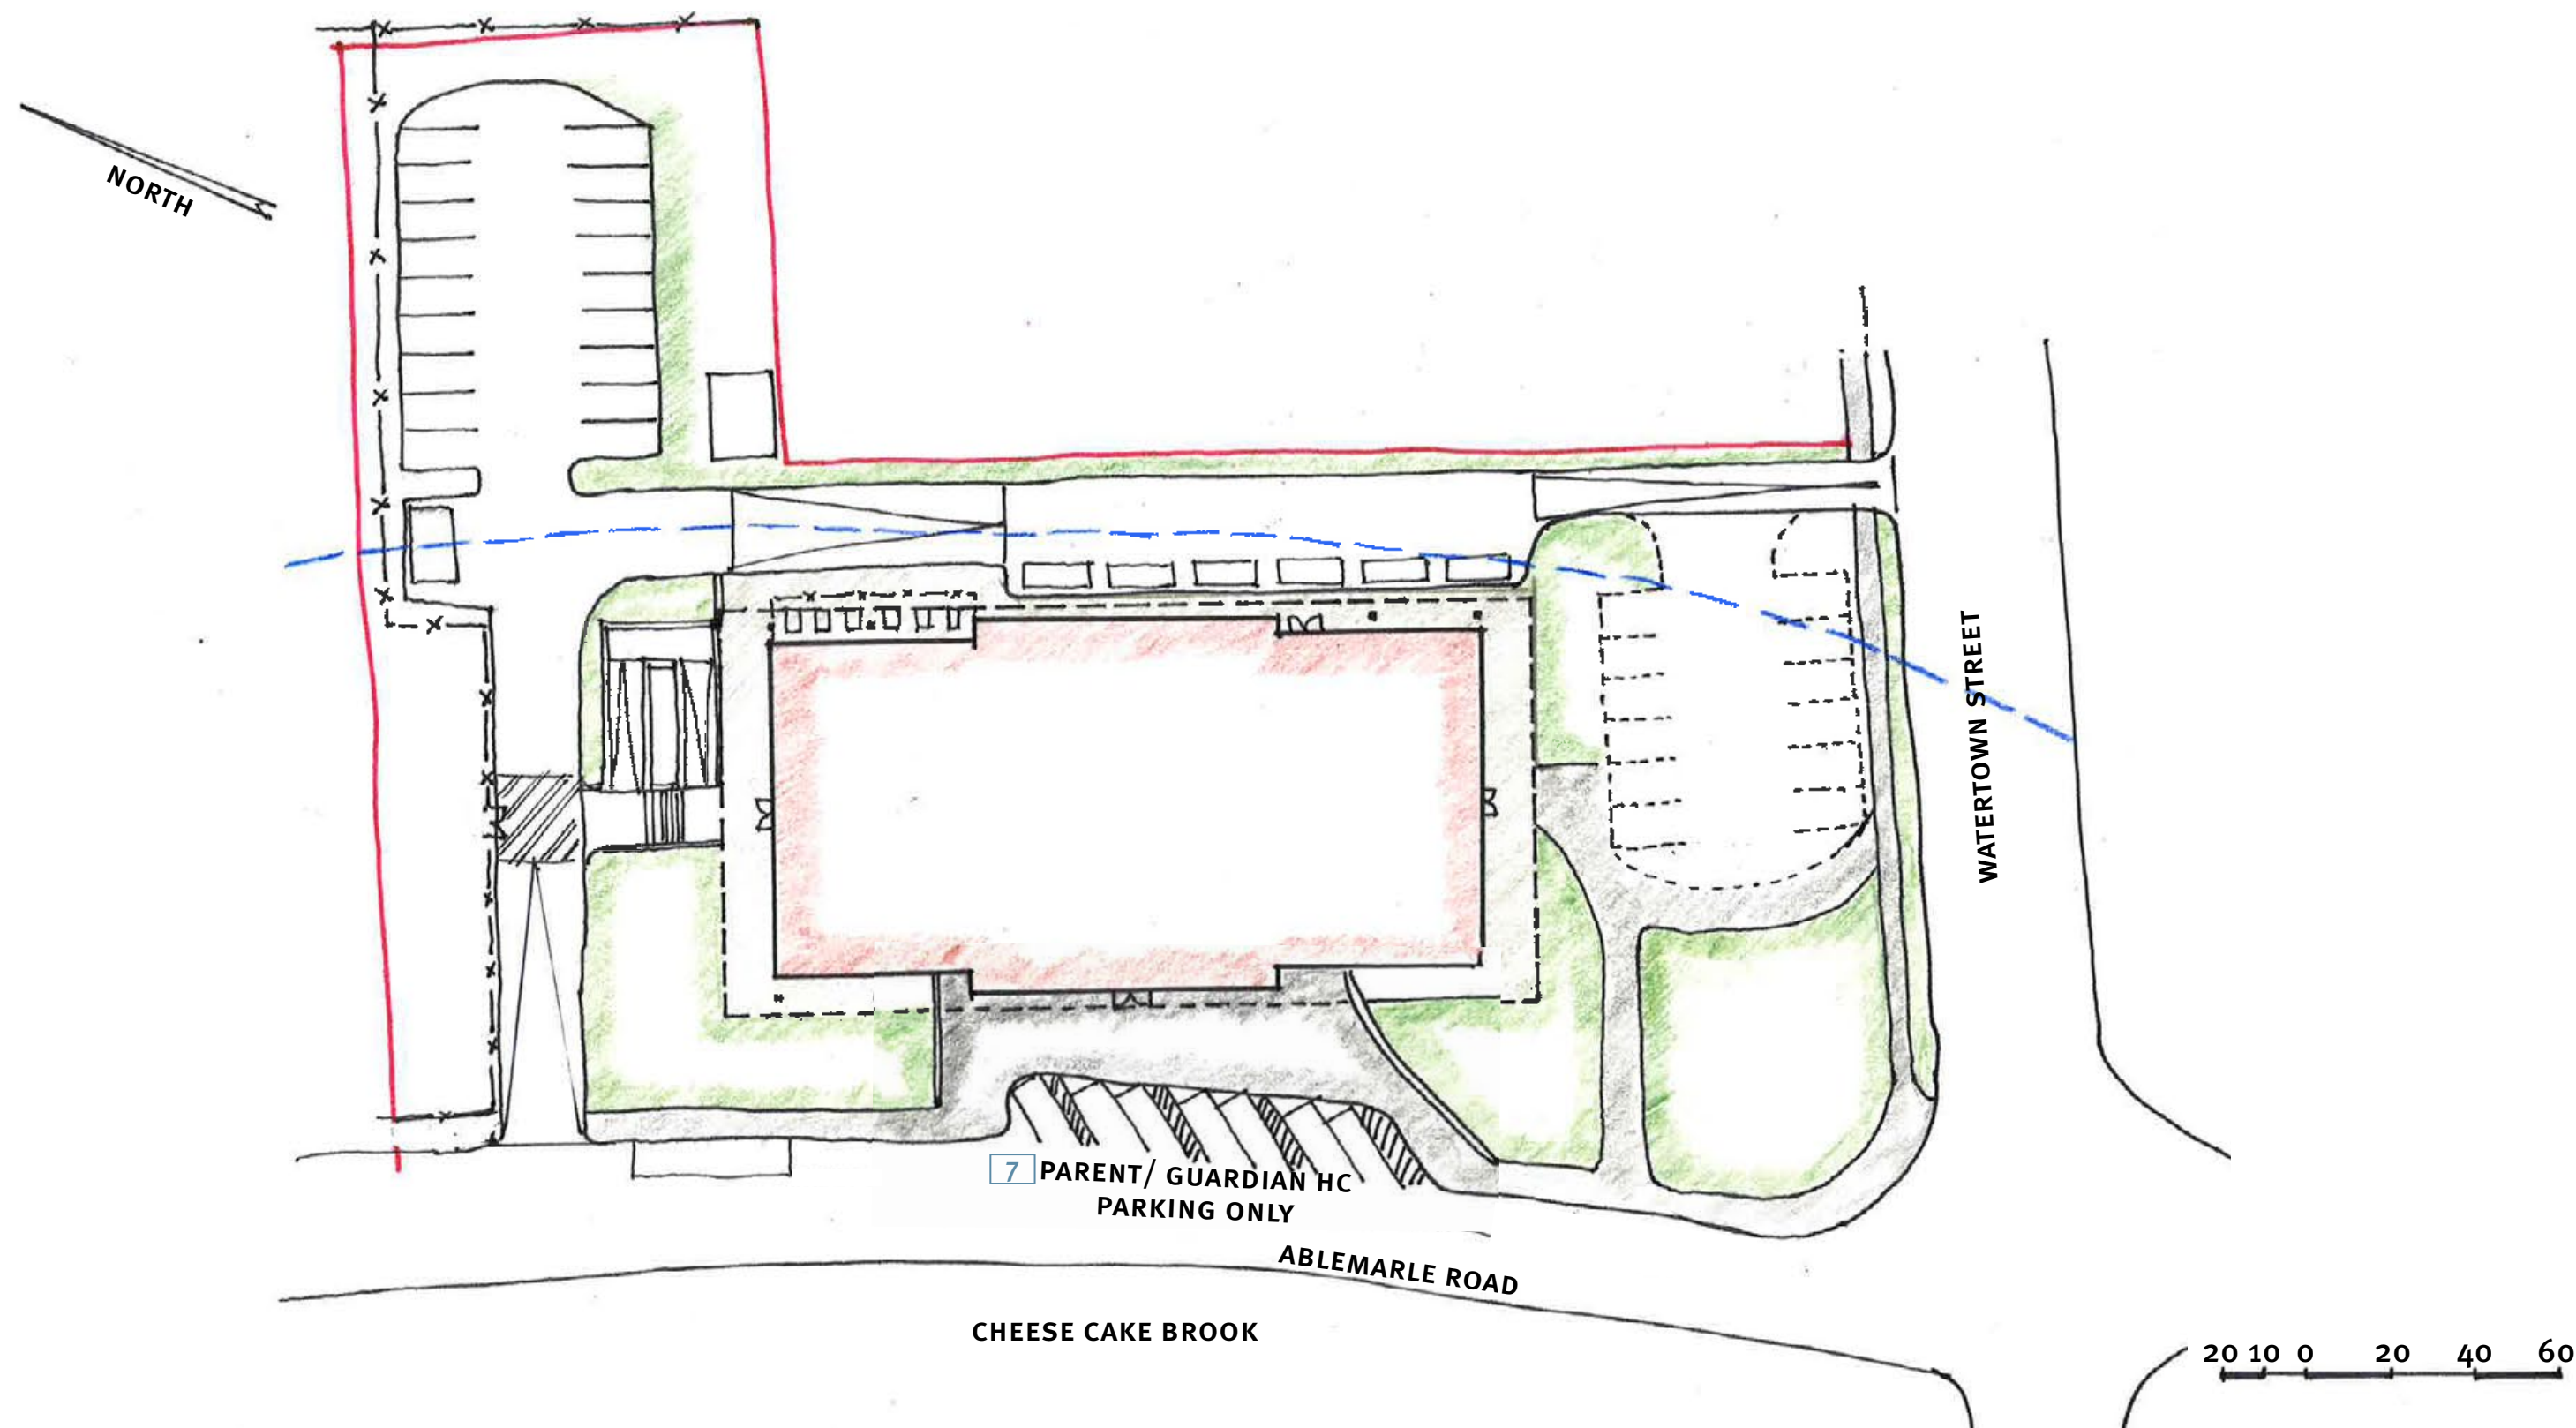 NORTH
WATERTOWN STREET
7 PARENT/ GUARDIAN HC
PARKING ONLY
ABLEMARLE ROAD
CHEESE CAKE BROOK
20 10 0 20 40 60